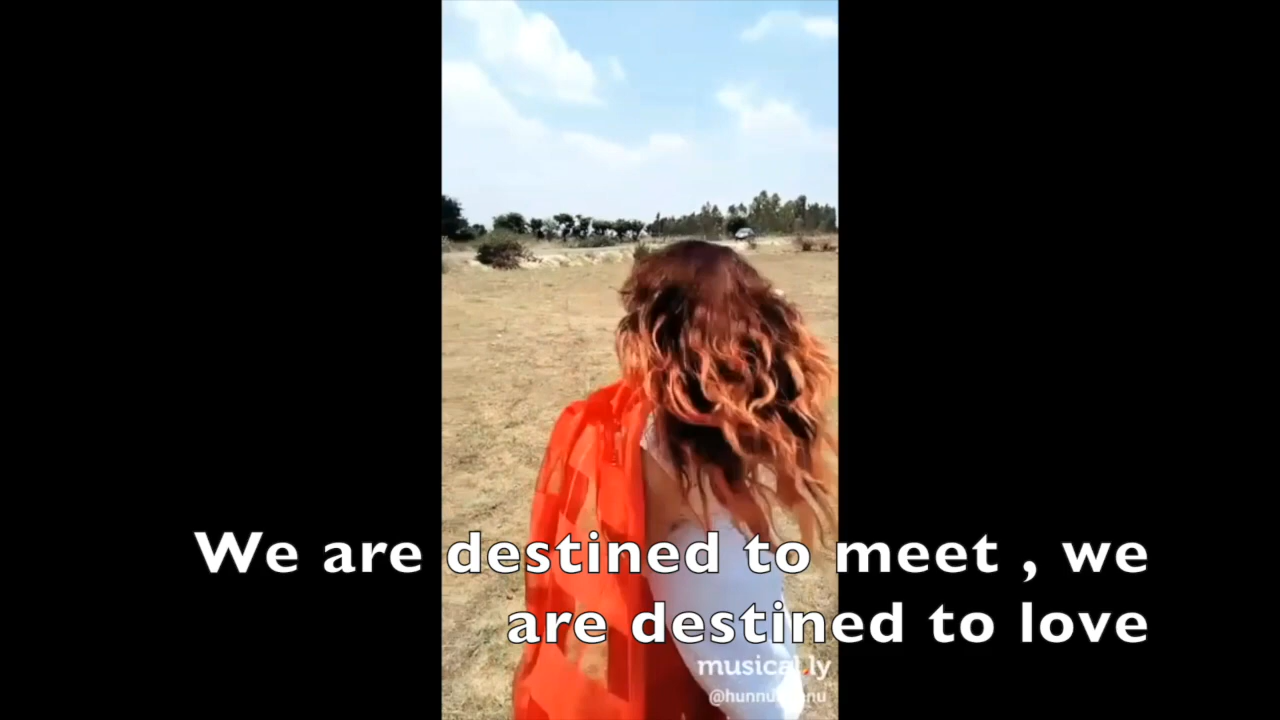 We are destined to meet , we
are destined to love
musical.ly